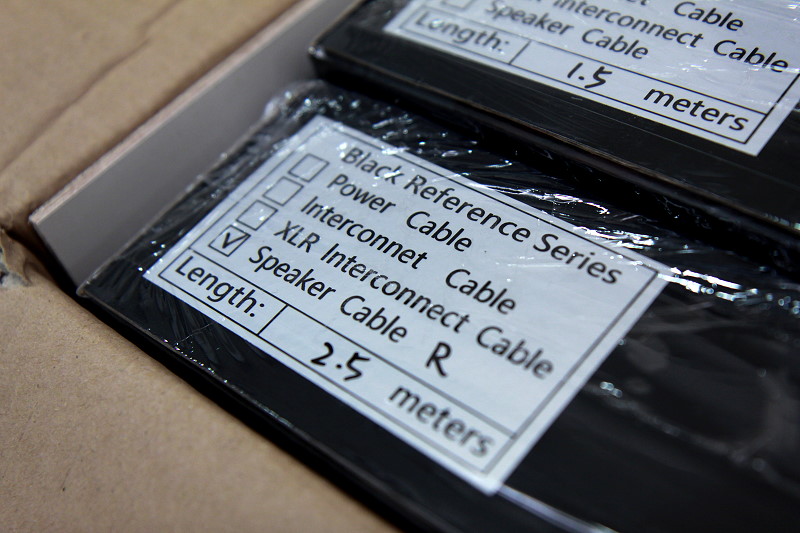 Interconnect Cable
Speaker Cable
Length: 1.5 meters
Black Reference Series
Power Cable
Interconnet Cable
XLR Interconnect Cable
Speaker Cable R
Length: 2.5 meters